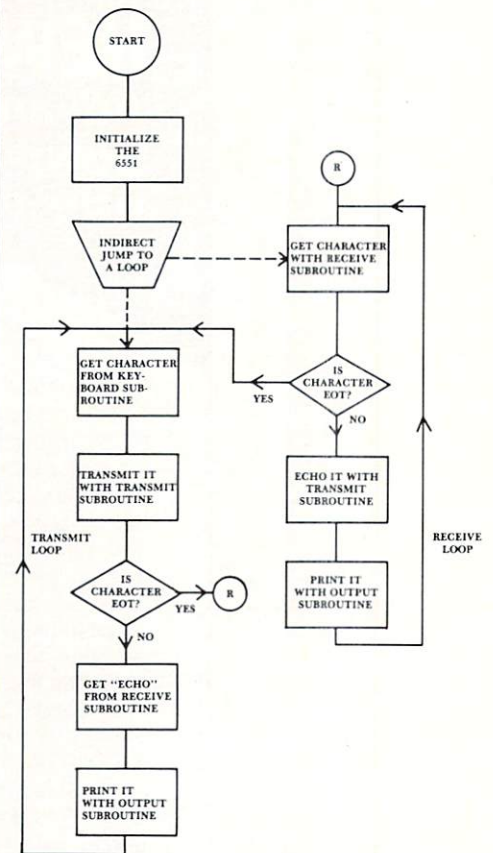 START
INITIALIZE
THE
6551
INDIRECT
JUMP TO
A LOOP
GET CHARACTER
FROM KEY-
BOARD SUB-
ROUTINE
TRANSMIT IT
WITH TRANSMIT
SUBROUTINE
TRANSMIT
LOOP
IS
CHARACTER
EOT?
YES
R
NO
GET "ECHO"
FROM RECEIVE
SUBROUTINE
PRINT IT
WITH OUTPUT
SUBROUTINE
R
GET CHARACTER
WITH RECEIVE
SUBROUTINE
IS
CHARACTER
EOT?
YES
NO
ECHO IT WITH
TRANSMIT
SUBROUTINE
PRINT IT
WITH OUTPUT
SUBROUTINE
RECEIVE
LOOP